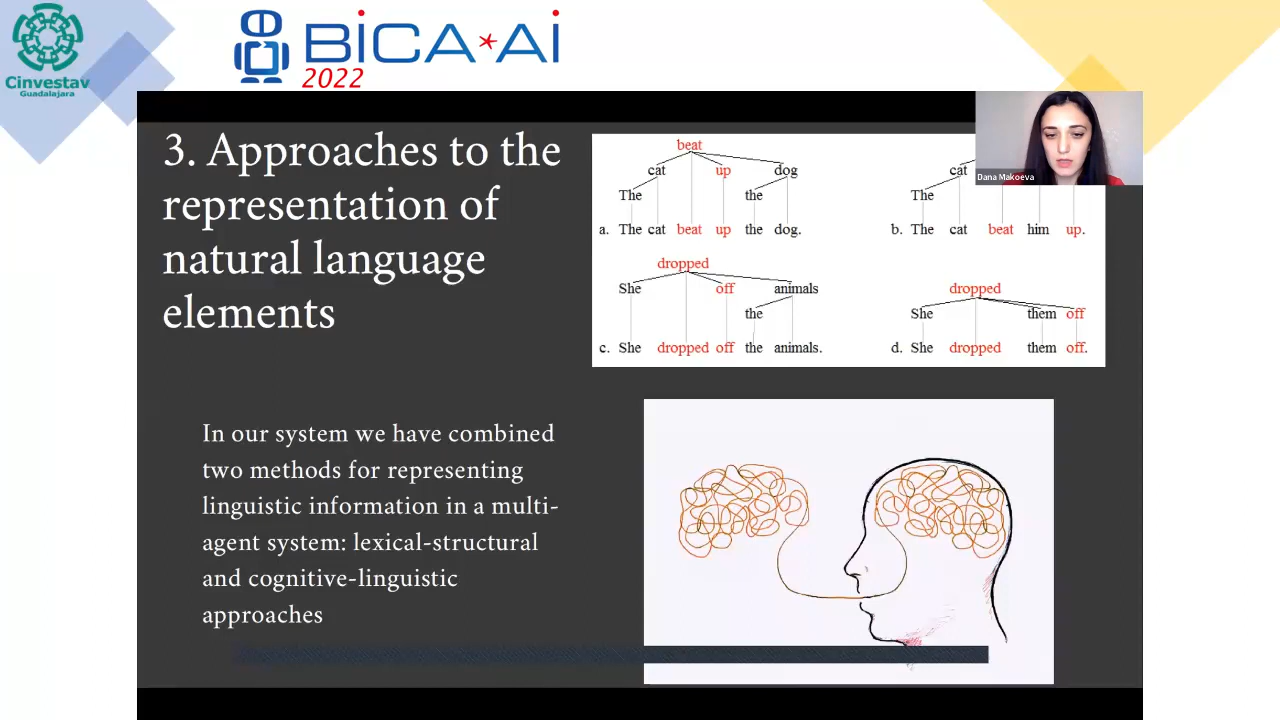 Cinvestav
Guadalajara
BiCA*Ai
2022
Dana Makoeva
3. Approaches to the
representation of
natural language
elements
beat
cat up dog
The the
a. The cat beat up the dog.
cat
The
b. The cat beat him up.
dropped
She off animals
the
c. She dropped off the animals.
dropped
She them off
d. She dropped them off.
In our system we have combined
two methods for representing
linguistic information in a multi-
agent system: lexical-structural
and cognitive-linguistic
approaches